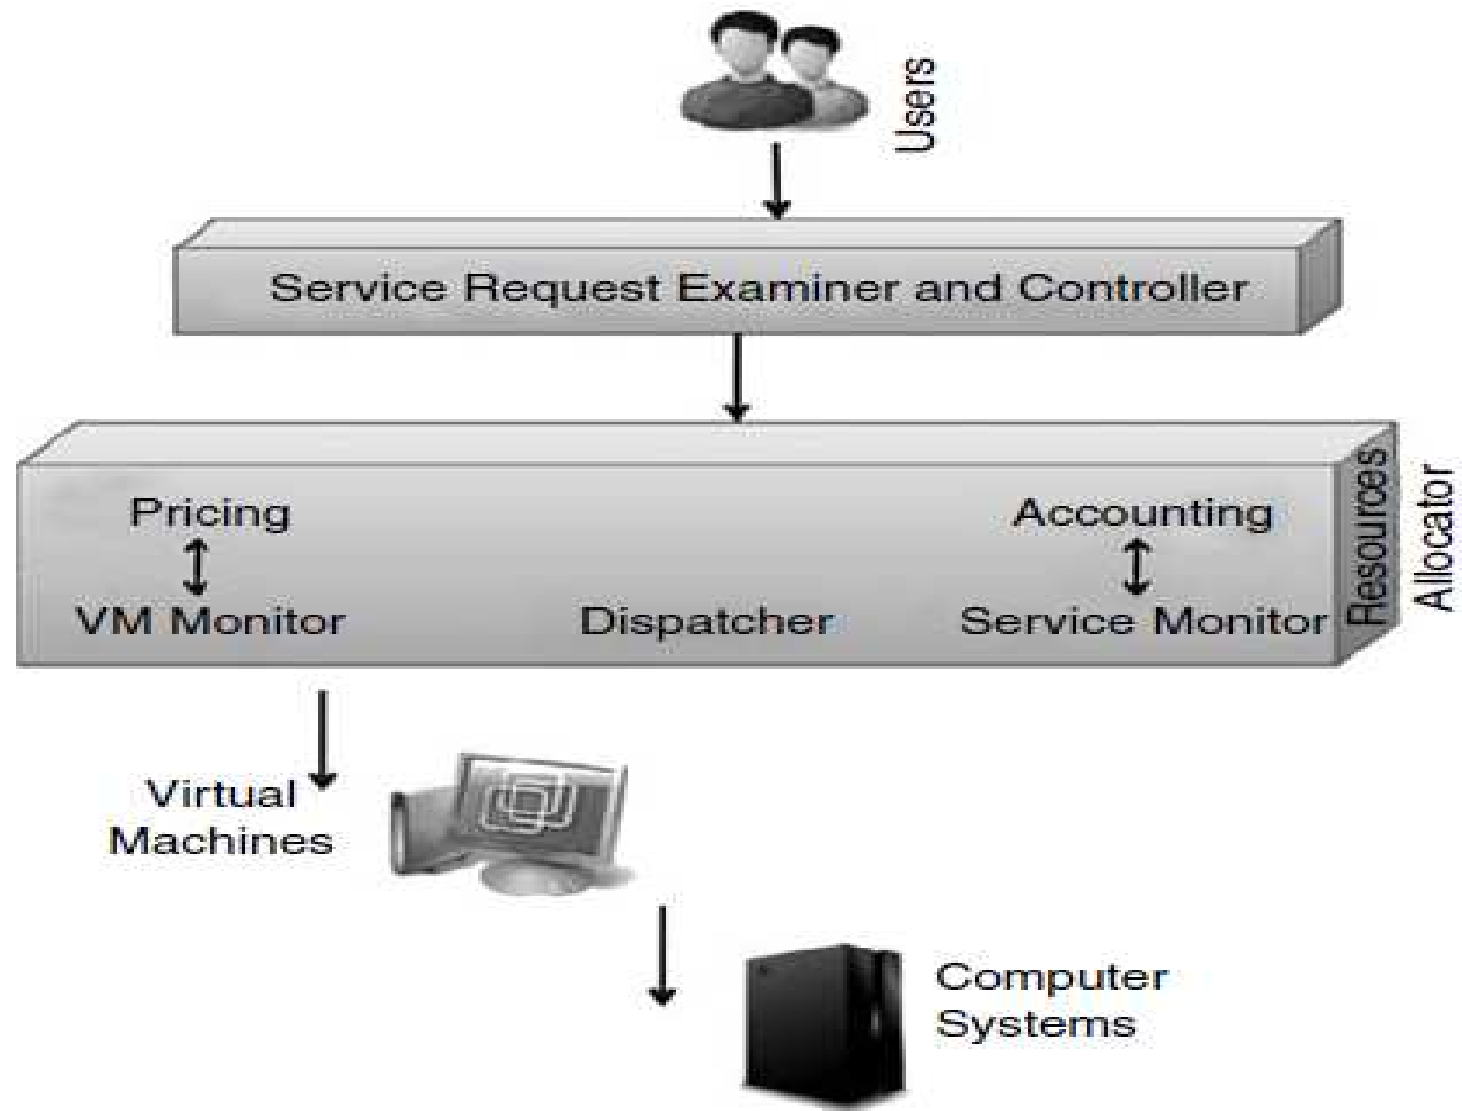 Users
Service Request Examiner and Controller
Pricing
Accounting
VM Monitor
Dispatcher
Service Monitor
Resources
Allocator
Virtual
Machines
Computer
Systems